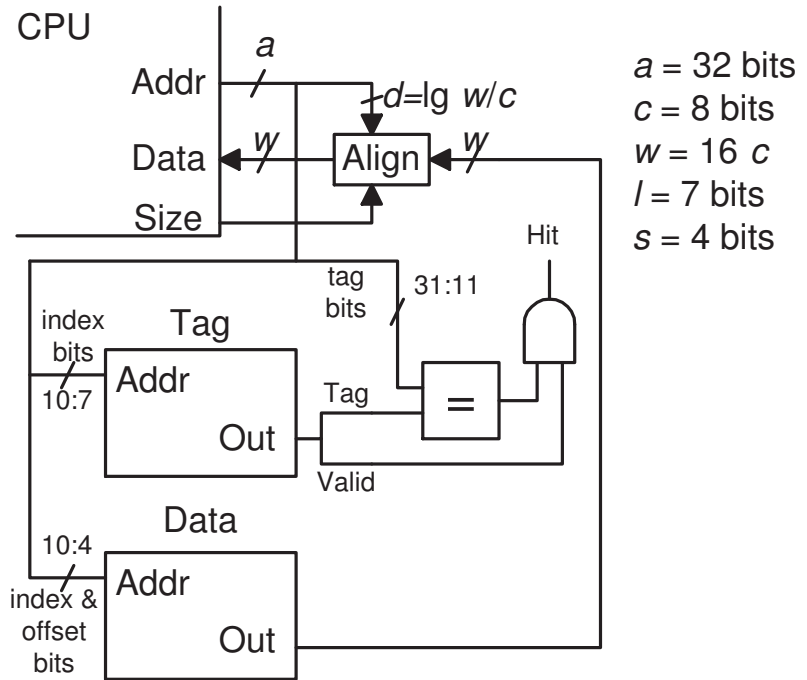 CPU
Addr
a
d=lg w/c
Data
w
Align
w
Size
a = 32 bits
c = 8 bits
w = 16 c
l = 7 bits
s = 4 bits
Hit
tag
bits
31:11
index
bits
10:7
Tag
Addr
Out
Tag
=
Valid
Data
10:4
Addr
index &
offset
bits
Out